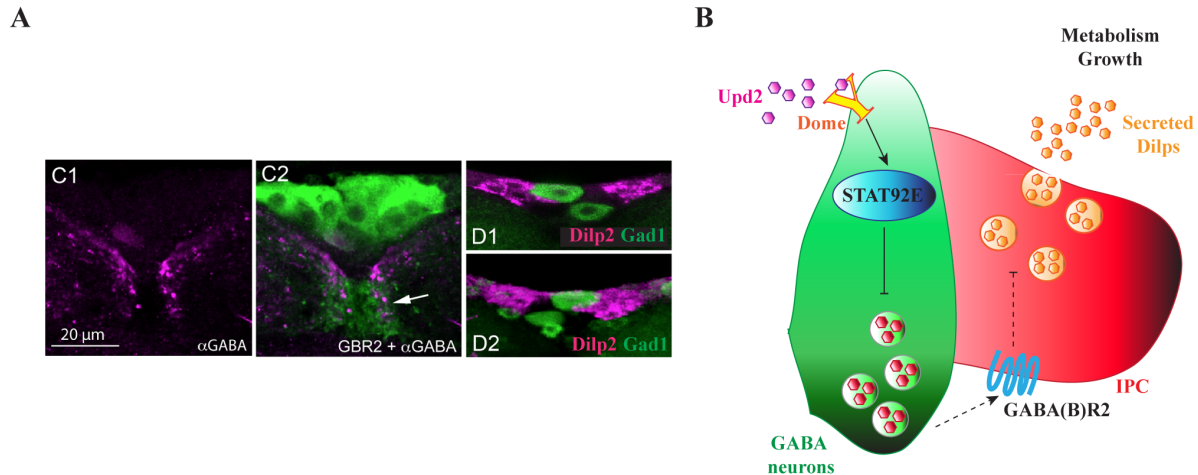 A
C1
20 μm
αGABA
C2
GBR2 + αGABA
D1
Dilp2 Gad1
D2
Dilp2 Gad1
B
Metabolism
Growth
Upd2
Dome
Secreted
Dilps
STAT92E
IPC
GABA(B)R2
GABA
neurons